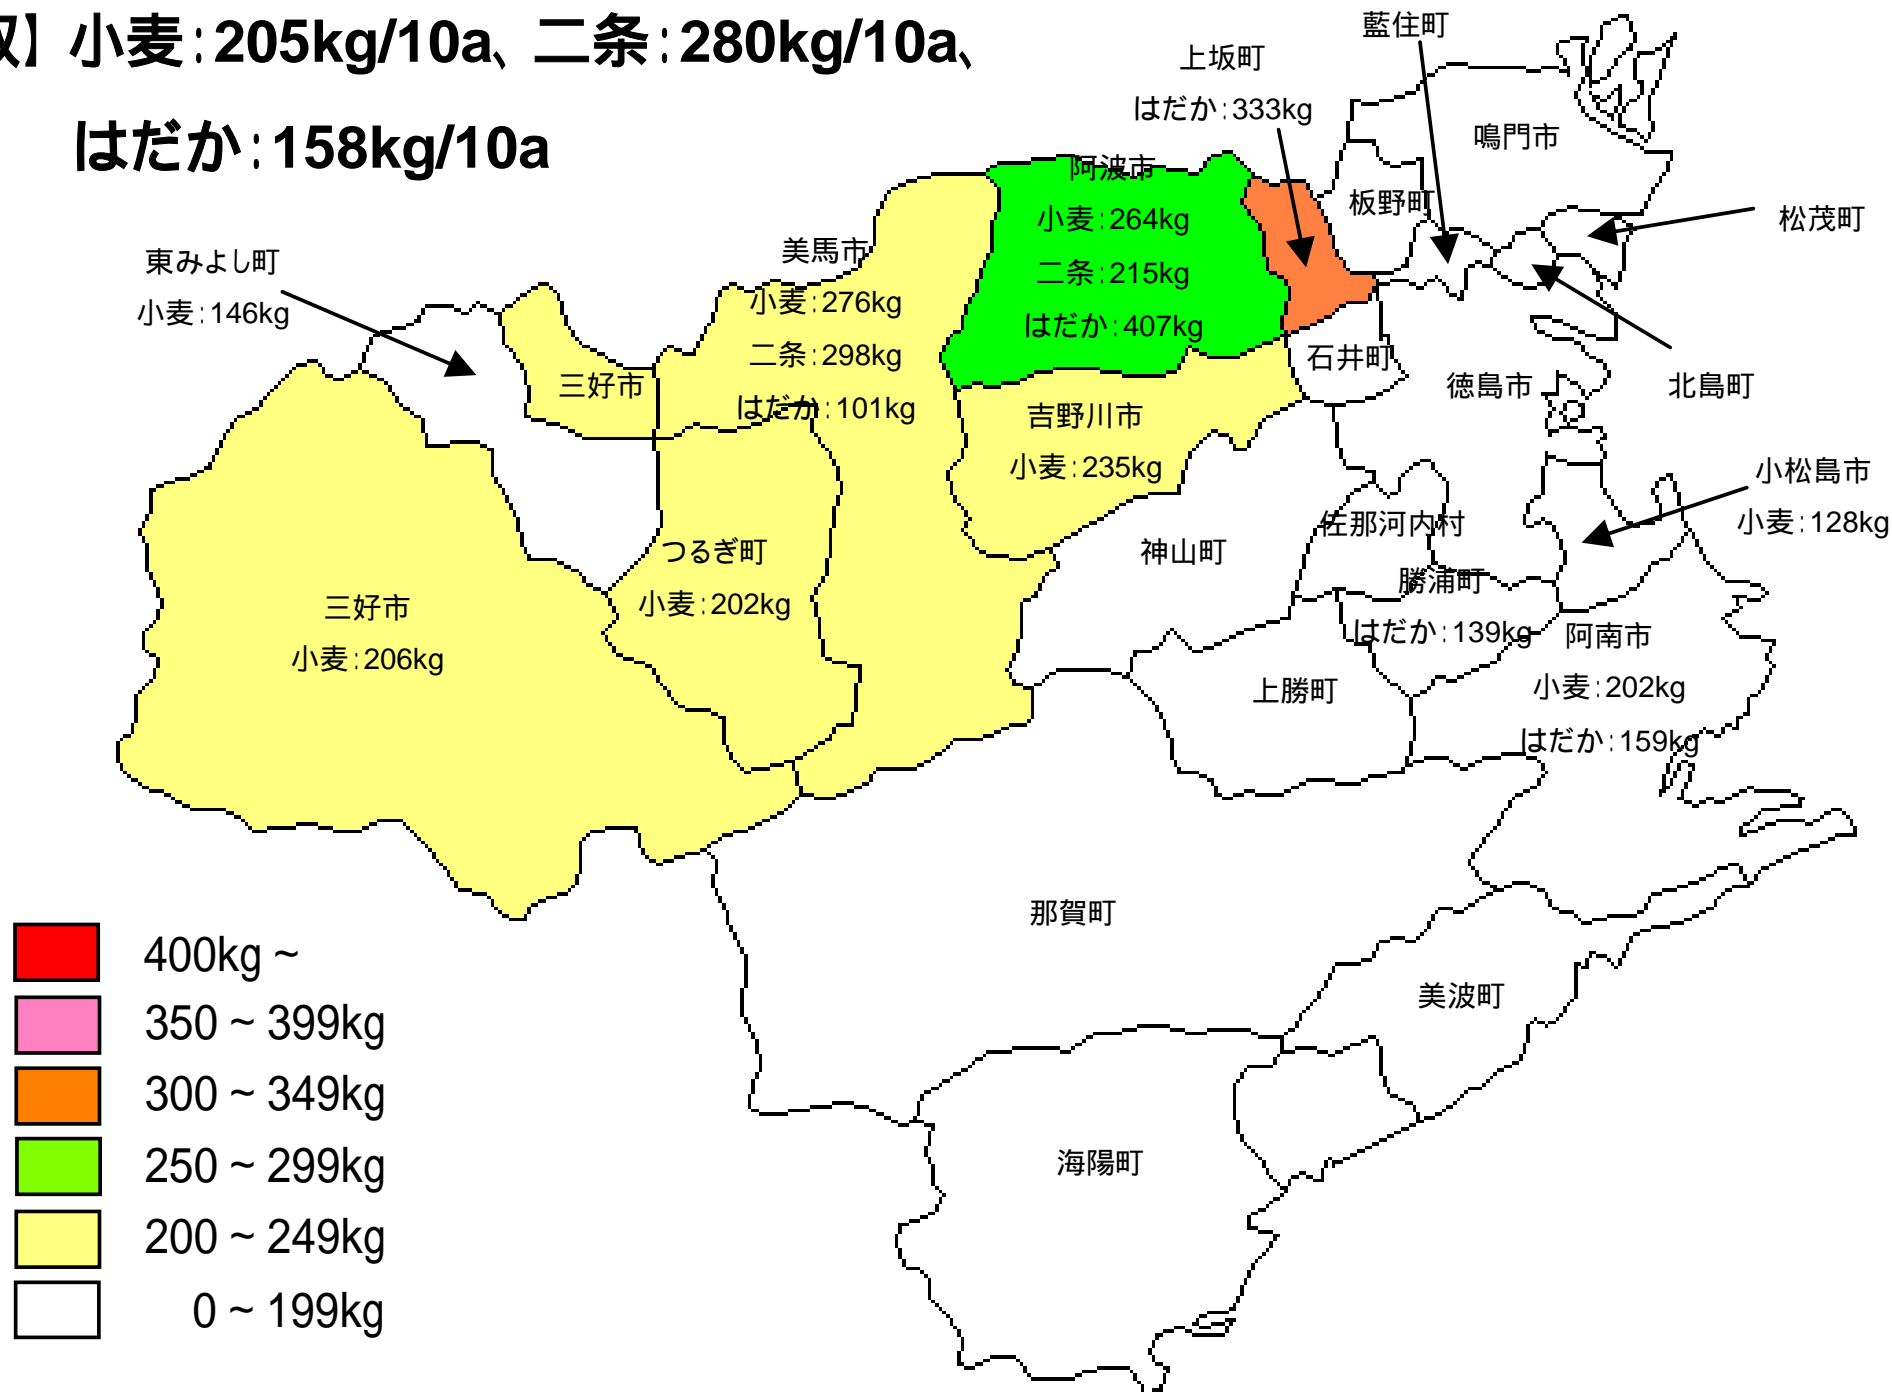 収】小麦：205kg/10a、二条：280kg/10a、
はだか：158kg/10a
藍住町
上坂町
はだか：333kg
鳴門市
阿波市
小麦：264kg
二条：215kg
はだか：407kg
板野町
松茂町
東みよし町
小麦：146kg
美馬市
小麦：276kg
二条：298kg
はだか：101kg
三好市
石井町
徳島市
北島町
吉野川市
小麦：235kg
小松島市
小麦：128kg
つるぎ町
小麦：202kg
神山町
佐那河内村
勝浦町
はだか：139kg
三好市
小麦：206kg
上勝町
阿南市
小麦：202kg
はだか：159kg
那賀町
美波町
海陽町
400kg～
350～399kg
300～349kg
250～299kg
200～249kg
0～199kg